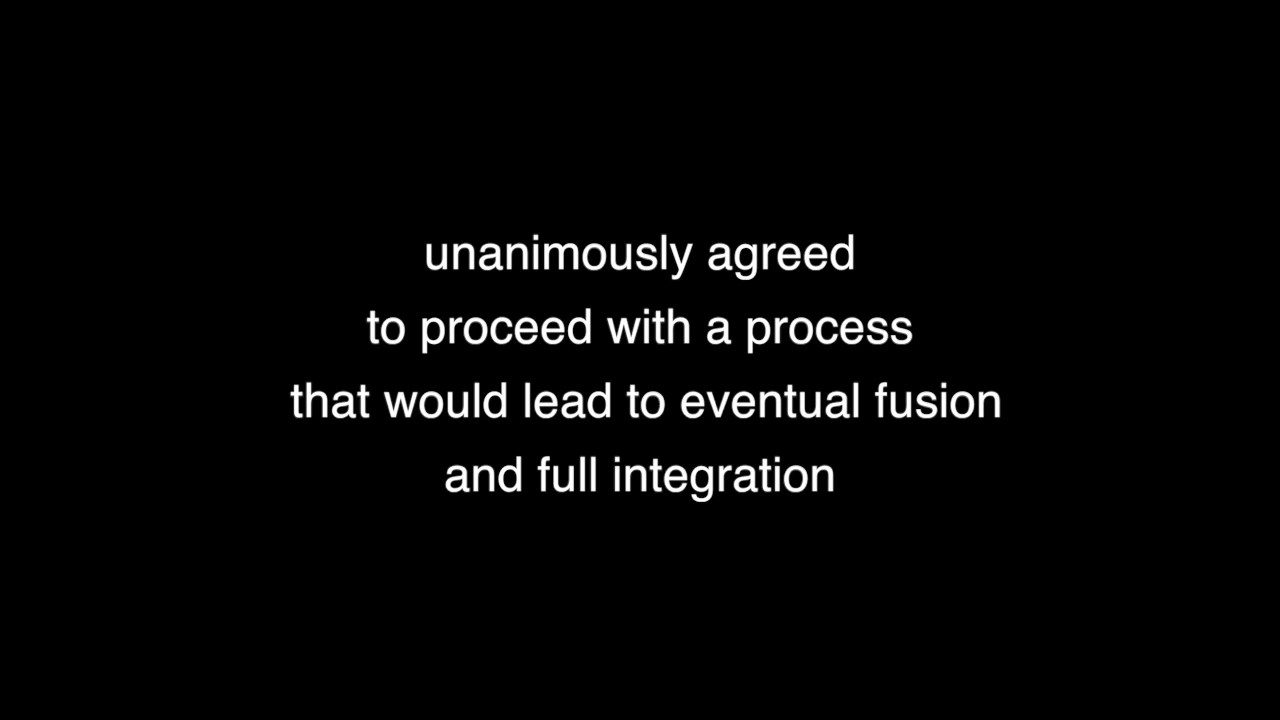 unanimously agreed
to proceed with a process
that would lead to eventual fusion
and full integration